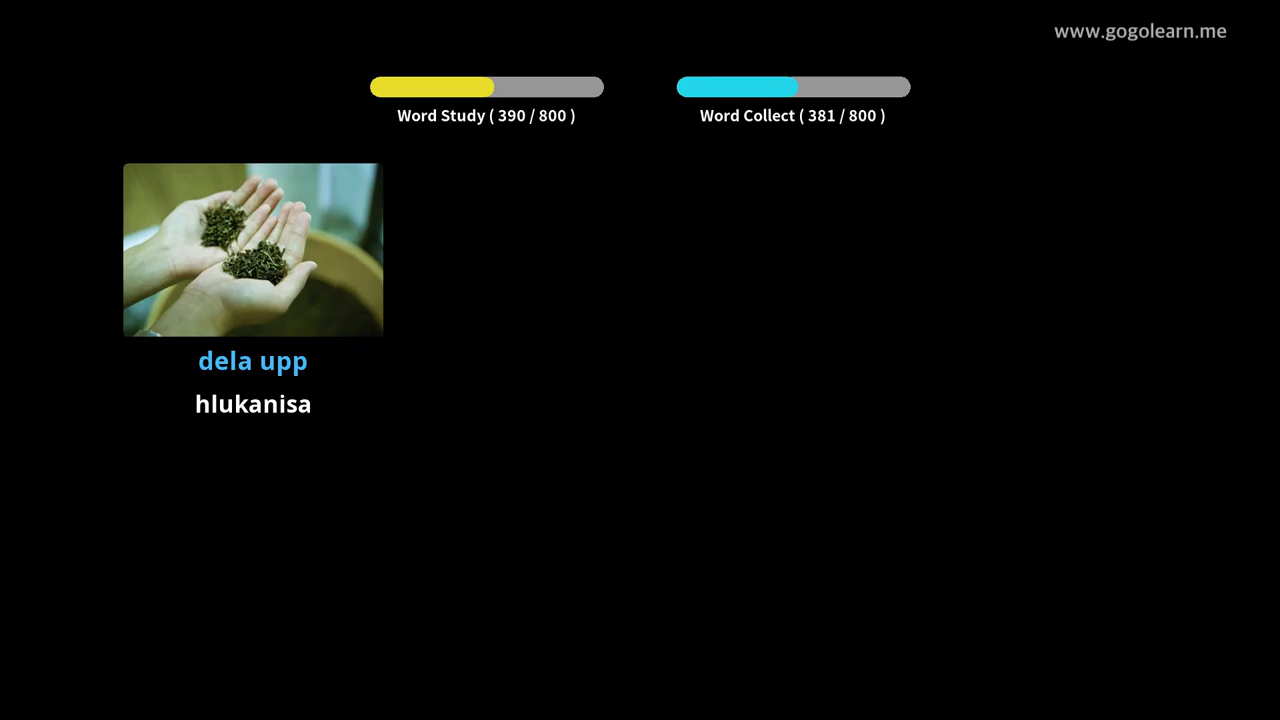 www.gogolearn.me
Word Study ( 390 / 800 )
Word Collect ( 381 / 800 )
dela upp
hlukanisa